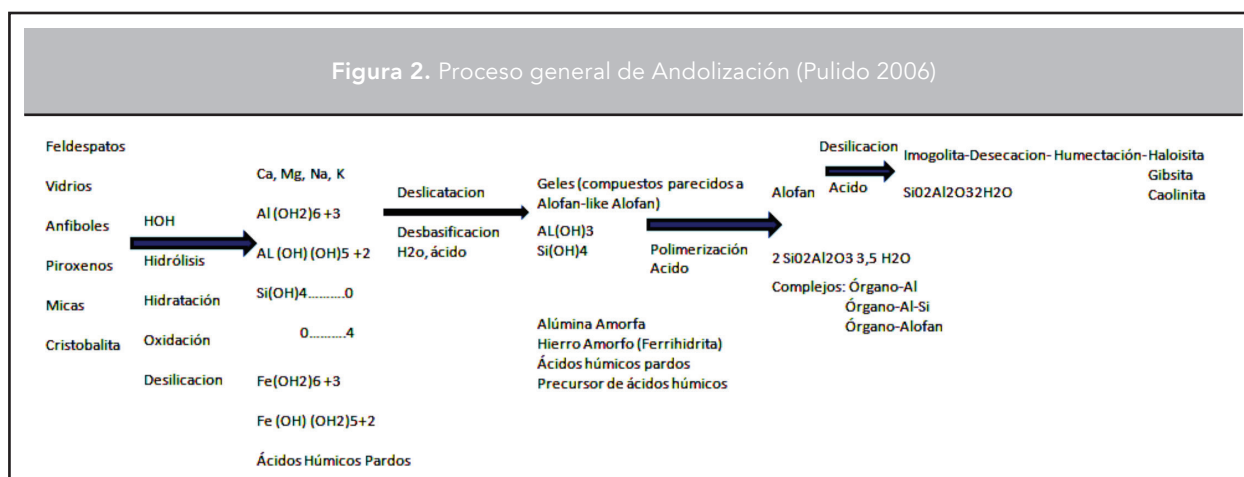 Figura 2. Proceso general de Andolización (Pulido 2006)
Feldespatos
Vidrios
Anfiboles
Piroxenos
Micas
Cristobalita
HOH
Hidrólisis
Hidratación
Oxidación
Desilicacion
Ca, Mg, Na, K
Al (OH2)6 +3
AL (OH) (OH)5 +2
Si(OH)4..........0
0..........4
Fe(OH2)6 +3
Fe (OH) (OH2)5+2
Ácidos Húmicos Pardos
Deslicatacion
Desbasificacion
H2o, ácido
Geles (compuestos parecidos a
Alofan-like Alofan)
AL(OH)3
Si(OH)4
Alúmina Amorfa
Hierro Amorfo (Ferrihidrita)
Ácidos húmicos pardos
Precursor de ácidos húmicos
Polimerización
Acido
Alofan
2 Si02Al2O3 3,5 H2O
Complejos: Órgano-Al
Órgano-Al-Si
Órgano-Alofan
Desilicacion
Acido
Imogolita-Desecacion- Humectación-Haloisita
Gibsita
Caolinita
Si02Al2O32H2O